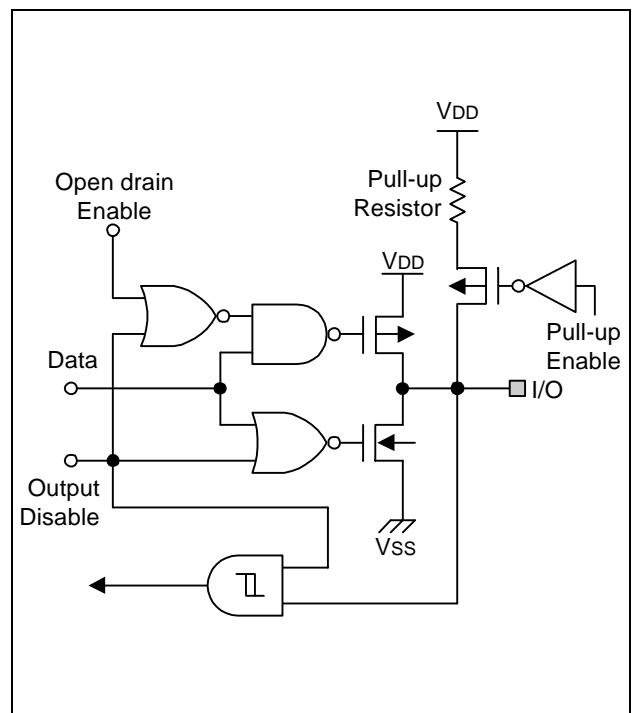 VDD
Pull-up
Resistor
Open drain
Enable
VDD
Pull-up
Enable
Data
I/O
Output
Disable
VSS